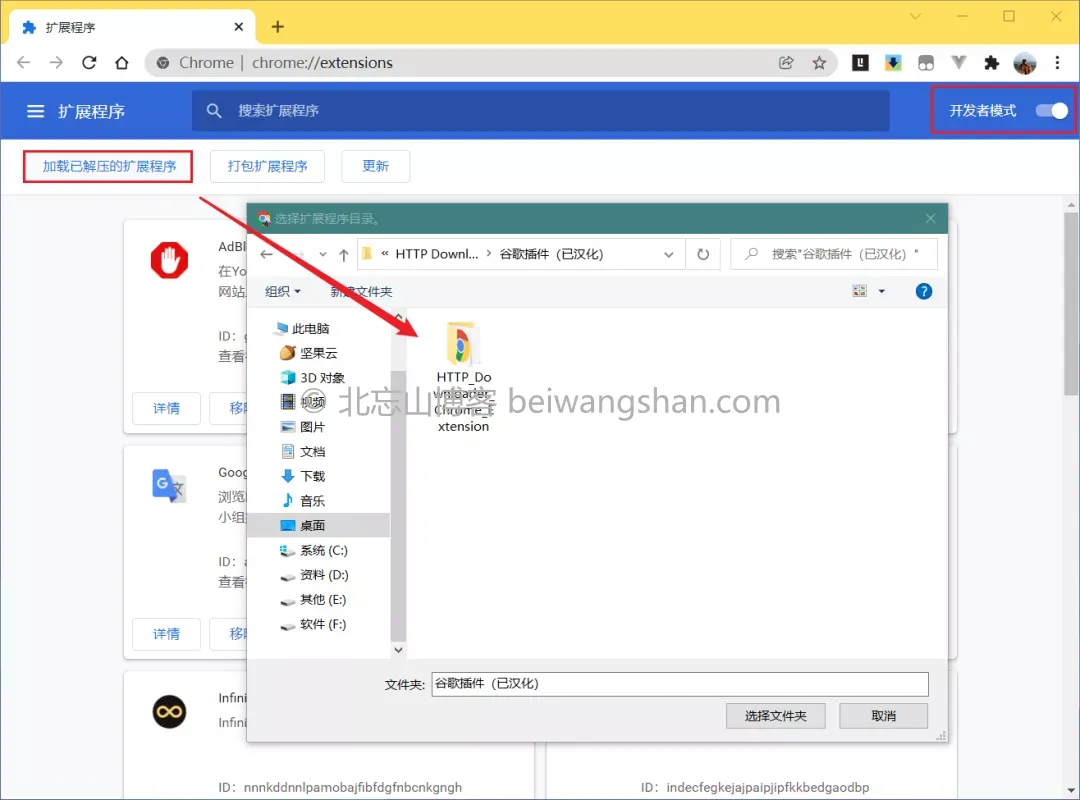 扩展程序
Chrome | chrome://extensions
扩展程序
搜索扩展程序
开发者模式
加载已解压的扩展程序
打包扩展程序
更新
选择扩展程序目录。
« HTTP Downl... › 谷歌插件 (已汉化)
搜索"谷歌插件 (已汉化) "
组织
新建文件夹
AdBl
在Yo
网站
ID:
查看
详情
移
Goog
浏览
小组
ID:
查看
详情
移
Infini
Infini
此电脑
坚果云
3D 对象
视频
图片
文档
下载
音乐
桌面
系统 (C:)
资料 (D:)
其他 (E:)
软件 (F:)
HTTP_Do
wnloader_
Chrome_E
xtension
© 北忘山博客 beiwangshan.com
文件夹: 谷歌插件 (已汉化)
选择文件夹
取消
ID: nnnkddnnlpamobajfibfdgfnbcnkgngh
ID: indecfegkejajpaipjipfkkbedgaodbp